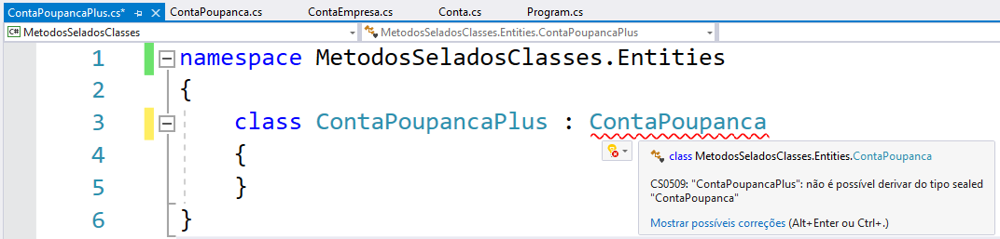 ContaPoupancaPlus.cs* ContaPoupanca.cs ContaEmpresa.cs Conta.cs Program.cs
C# MetodosSeladosClasses MetodosSeladosClasses.Entities.ContaPoupancaPlus
1 namespace MetodosSeladosClasses.Entities
2 {
3 class ContaPoupancaPlus : ContaPoupanca
4 {
5 }
6 }
class MetodosSeladosClasses.Entities.ContaPoupanca
CS0509: "ContaPoupancaPlus": não é possível derivar do tipo sealed
"ContaPoupanca"
Mostrar possíveis correções (Alt+Enter ou Ctrl+.)